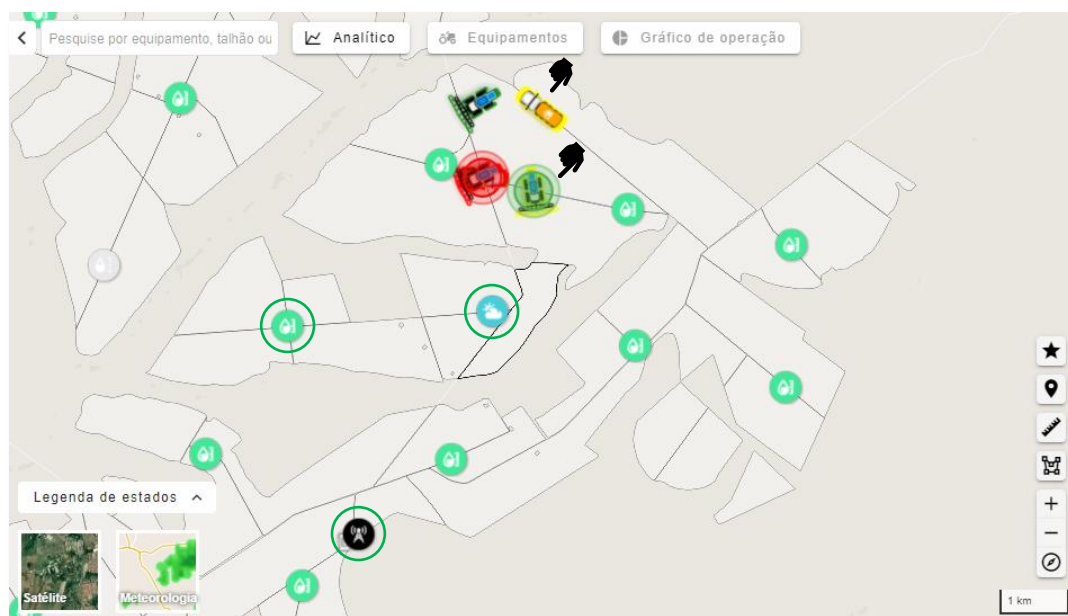 Pesquise por equipamento, talhão ou
Analítico
Equipamentos
Gráfico de operação
Legenda de estados
Satélite
Meteorologia
1 km